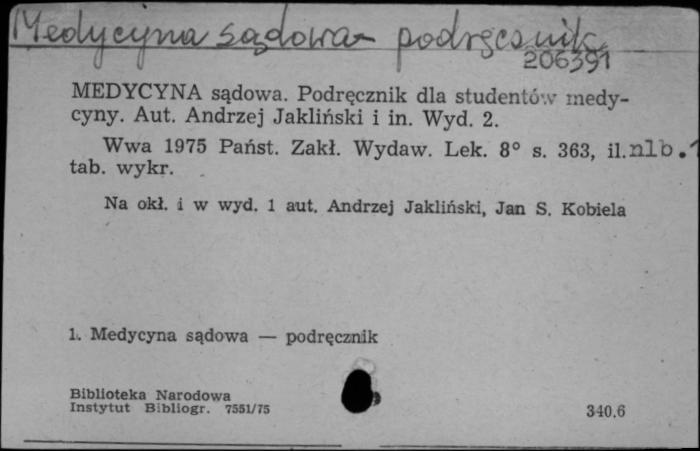 Medycyna sądowa - podręcznik
206391
MEDYCYNA sądowa. Podręcznik dla studentów medy-
cyny. Aut. Andrzej Jakliński i in. Wyd. 2.
Wwa 1975 Państ. Zakł. Wydaw. Lek. 8° s. 363, il. nlb. 1
tab. wykr.
Na okł. i w wyd. 1 aut. Andrzej Jakliński, Jan S. Kobiela
1. Medycyna sądowa — podręcznik
Biblioteka Narodowa
Instytut Bibliogr. 7551/75
340.6